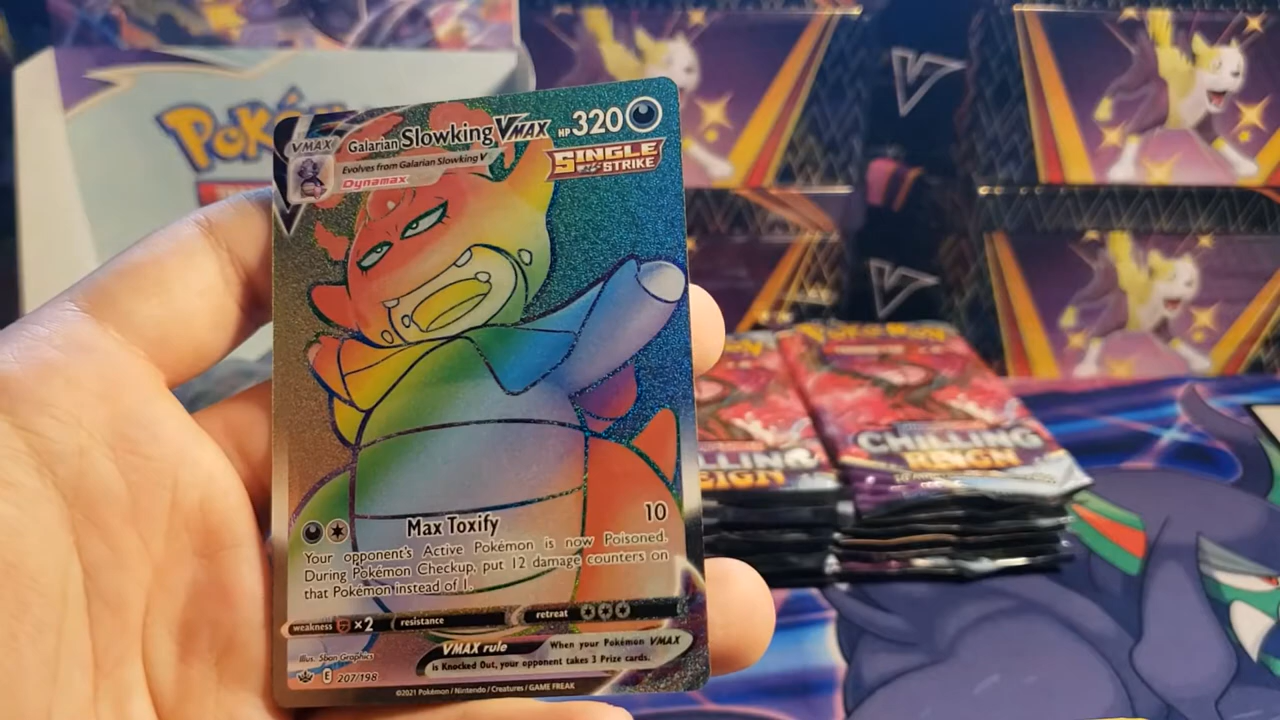 Poké
VMAX
Galarian Slowking VMAX HP 320
Evolves from Galarian Slowking V
Dynamax
SINGLE
STRIKE
Max Toxify 10
Your opponent's Active Pokémon is now Poisoned.
During Pokémon Checkup, put 12 damage counters on
that Pokémon instead of 1.
weakness ×2 resistance retreat
VMAX rule When your Pokémon VMAX
is Knocked Out, your opponent takes 3 Prize cards.
Illus. 5ban Graphics
E 207/198
©2021 Pokémon / Nintendo / Creatures / GAME FREAK
LLING
EIGN
CHILLING
REIGN